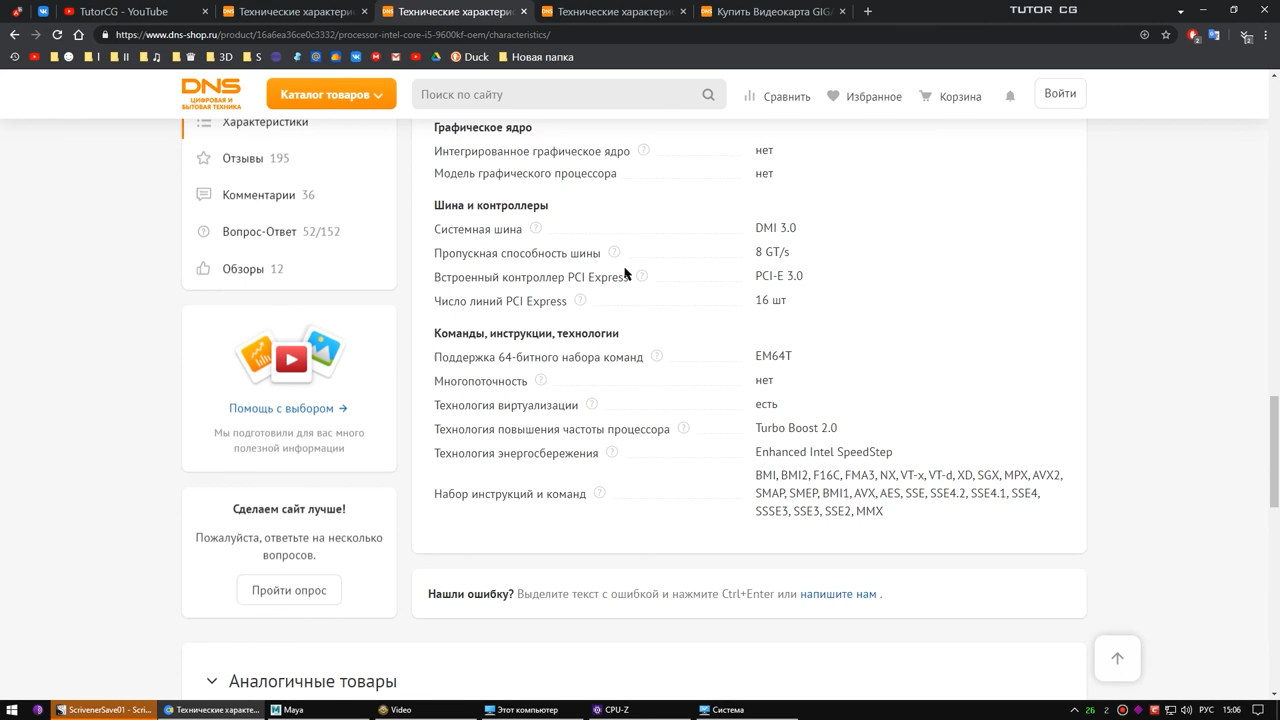 TutorCG - YouTube
Технические характери
Технические характери
Технические характери
Купить Видеокарта GIG
TUTOR CG
https://www.dns-shop.ru/product/16a6ea36ce0c3332/processor-intel-core-i5-9600kf-oem/characteristics/
I
II
3D
S
Duck
Новая папка
DNS
ЦИФРОВАЯ И
БЫТОВАЯ ТЕХНИКА
Каталог товаров
Поиск по сайту
Сравнить
Избранное
Корзина
Войти
Характеристики
Отзывы 195
Комментарии 36
Вопрос-Ответ 52/152
Обзоры 12
Помощь с выбором →
Мы подготовили для вас много
полезной информации
Сделаем сайт лучше!
Пожалуйста, ответьте на несколько
вопросов.
Пройти опрос
Графическое ядро
Интегрированное графическое ядро нет
Модель графического процессора нет
Шина и контроллеры
Системная шина DMI 3.0
Пропускная способность шины 8 GT/s
Встроенный контроллер PCI Express PCI-E 3.0
Число линий PCI Express 16 шт
Команды, инструкции, технологии
Поддержка 64-битного набора команд EM64T
Многопоточность нет
Технология виртуализации есть
Технология повышения частоты процессора Turbo Boost 2.0
Технология энергосбережения Enhanced Intel SpeedStep
Набор инструкций и команд BMI, BMI2, F16C, FMA3, NX, VT-x, VT-d, XD, SGX, MPX, AVX2,
SMAP, SMEP, BMI1, AVX, AES, SSE, SSE4.2, SSE4.1, SSE4,
SSSE3, SSE3, SSE2, MMX
Нашли ошибку? Выделите текст с ошибкой и нажмите Ctrl+Enter или напишите нам .
Аналогичные товары
ScrivenerSave01 - Scri...
Технические характе...
Maya
Video
Этот компьютер
CPU-Z
Система
26
2
РУС
15:06